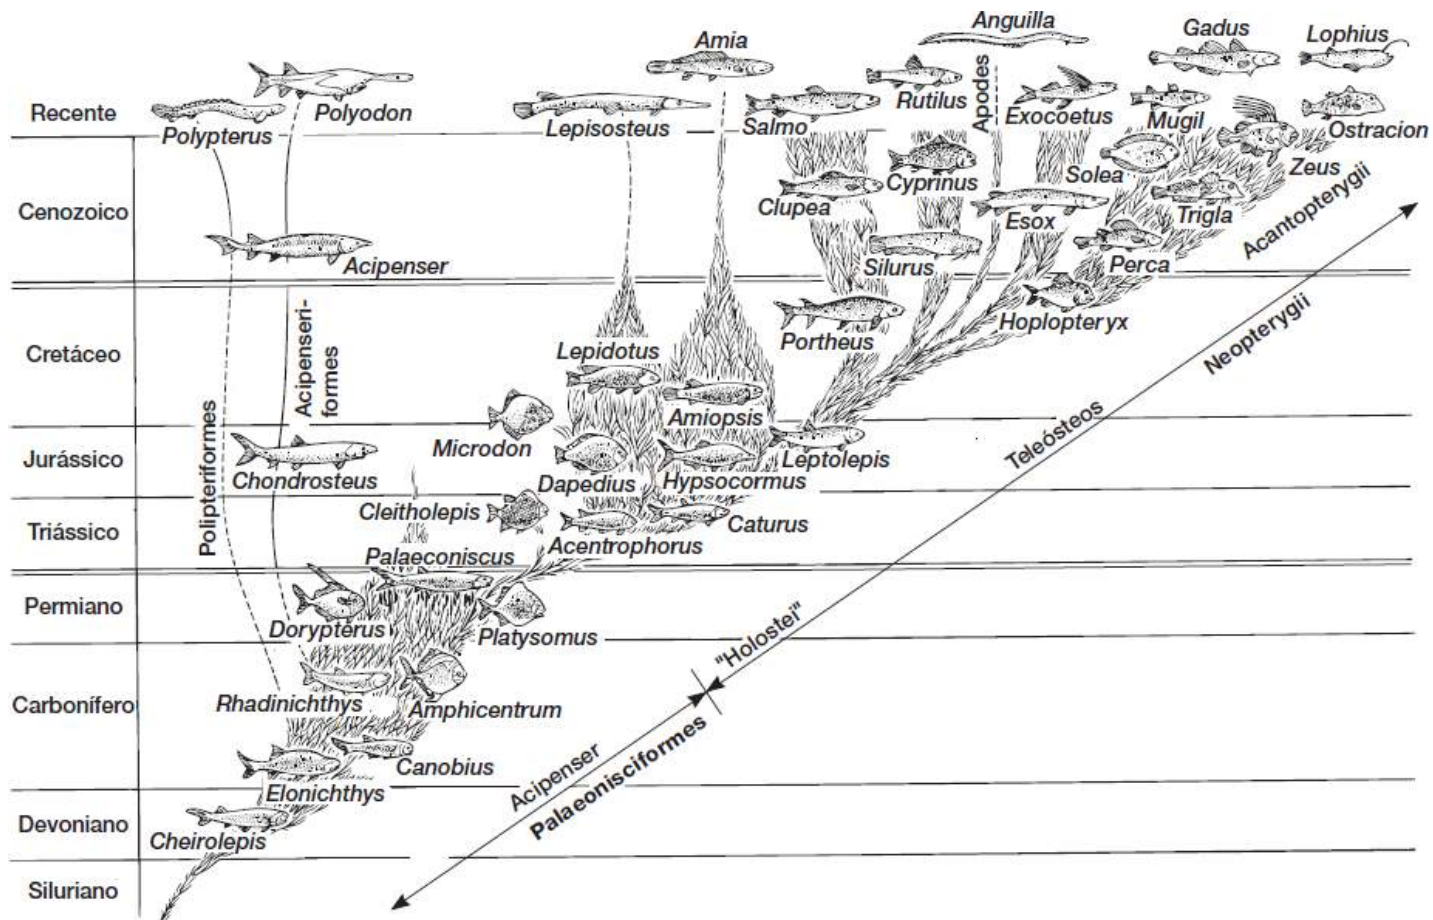 Anguilla
Gadus
Lophius
Amia
Recente
Polypterus
Polyodon
Lepisosteus
Salmo
Rutilus
Apodes
Exocoetus
Mugil
Ostracion
Cenozoico
Acipenser
Clupea
Cyprinus
Solea
Zeus
Esox
Trigla
Silurus
Perca
Acantopterygii
Cretáceo
Polipteriformes
Acipenseri-
formes
Lepidotus
Portheus
Hoplopteryx
Neopterygii
Amiopsis
Jurássico
Chondrosteus
Microdon
Dapedius
Hypsocormus
Leptolepis
Teleósteos
Triássico
Cleitholepis
Acentrophorus
Caturus
Palaeconiscus
Permiano
Dorypterus
Platysomus
"Holostei"
Carbonífero
Rhadinichthys
Amphicentrum
Canobius
Elonichthys
Acipenser
Palaeonisciformes
Devoniano
Cheirolepis
Siluriano